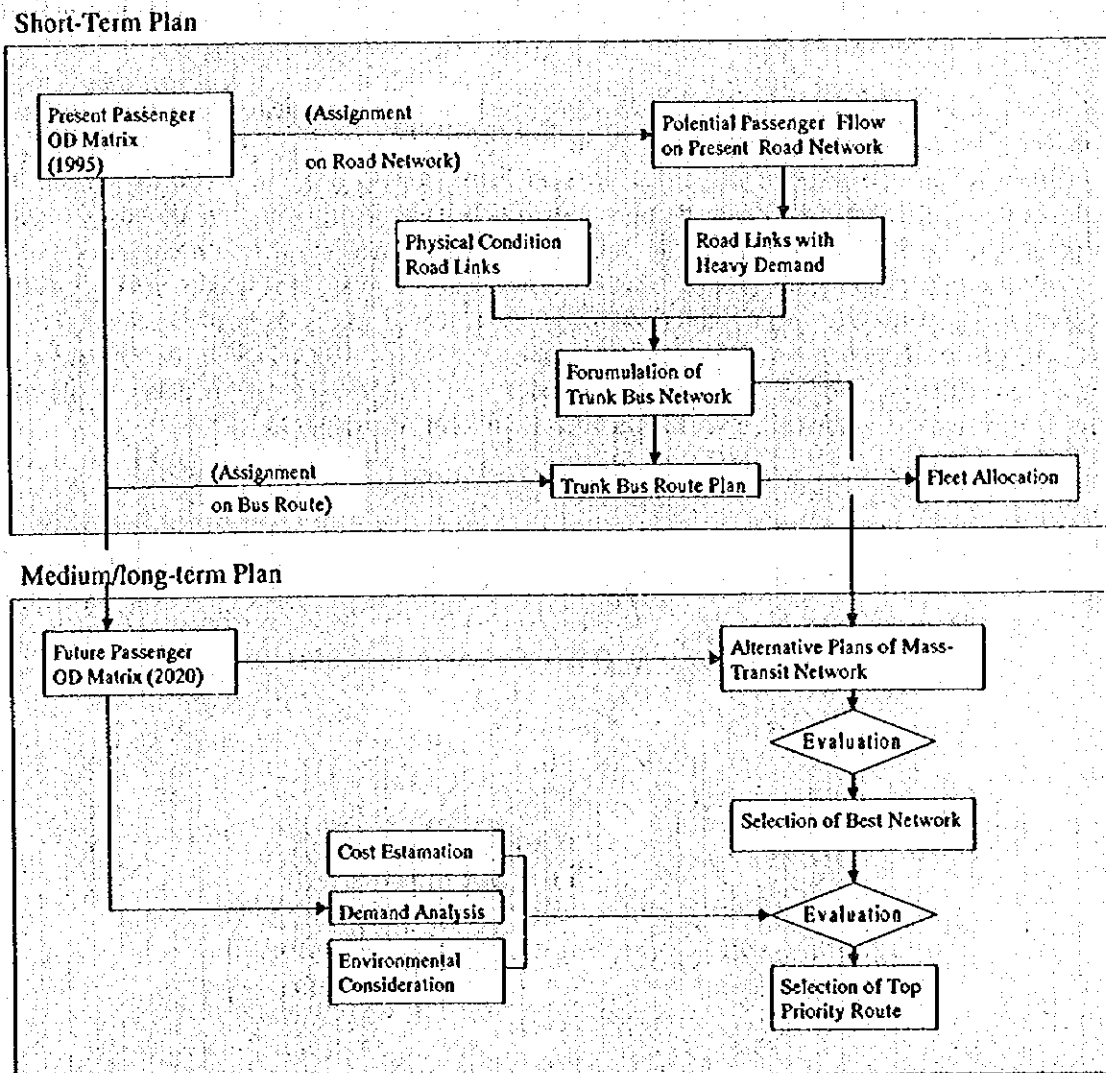 Short-Term Plan
Present Passenger
OD Matrix
(1995)
(Assignment
on Road Network)
Potential Passenger Fllow
on Present Road Network
Physical Condition
Road Links
Road Links with
Heavy Demand
Forumulation of
Trunk Bus Network
(Assignment
on Bus Route)
Trunk Bus Route Plan
Fleet Allocation
Medium/long-term Plan
Future Passenger
OD Matrix (2020)
Alternative Plans of Mass-
Transit Network
Evaluation
Selection of Best Network
Cost Estamation
Demand Analysis
Environmental
Consideration
Evaluation
Selection of Top
Priority Route